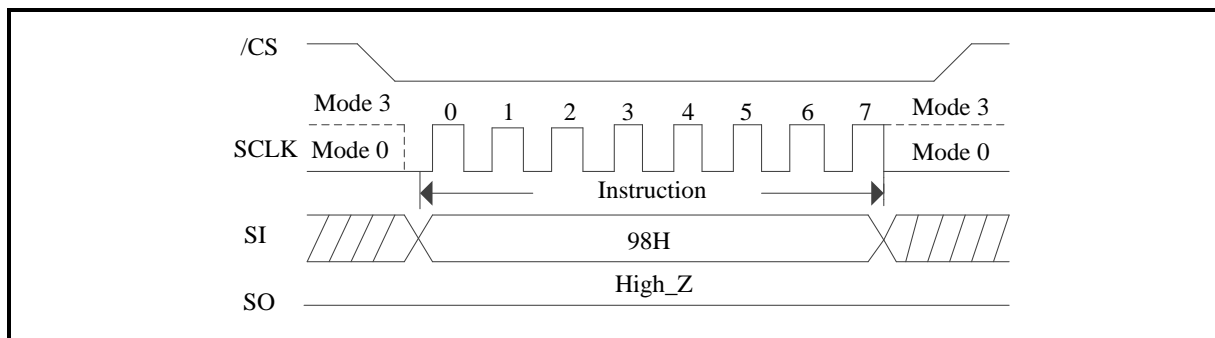 /CS
Mode 3 0 1 2 3 4 5 6 7 Mode 3
SCLK Mode 0 Mode 0
Instruction
SI 98H
High_Z
SO